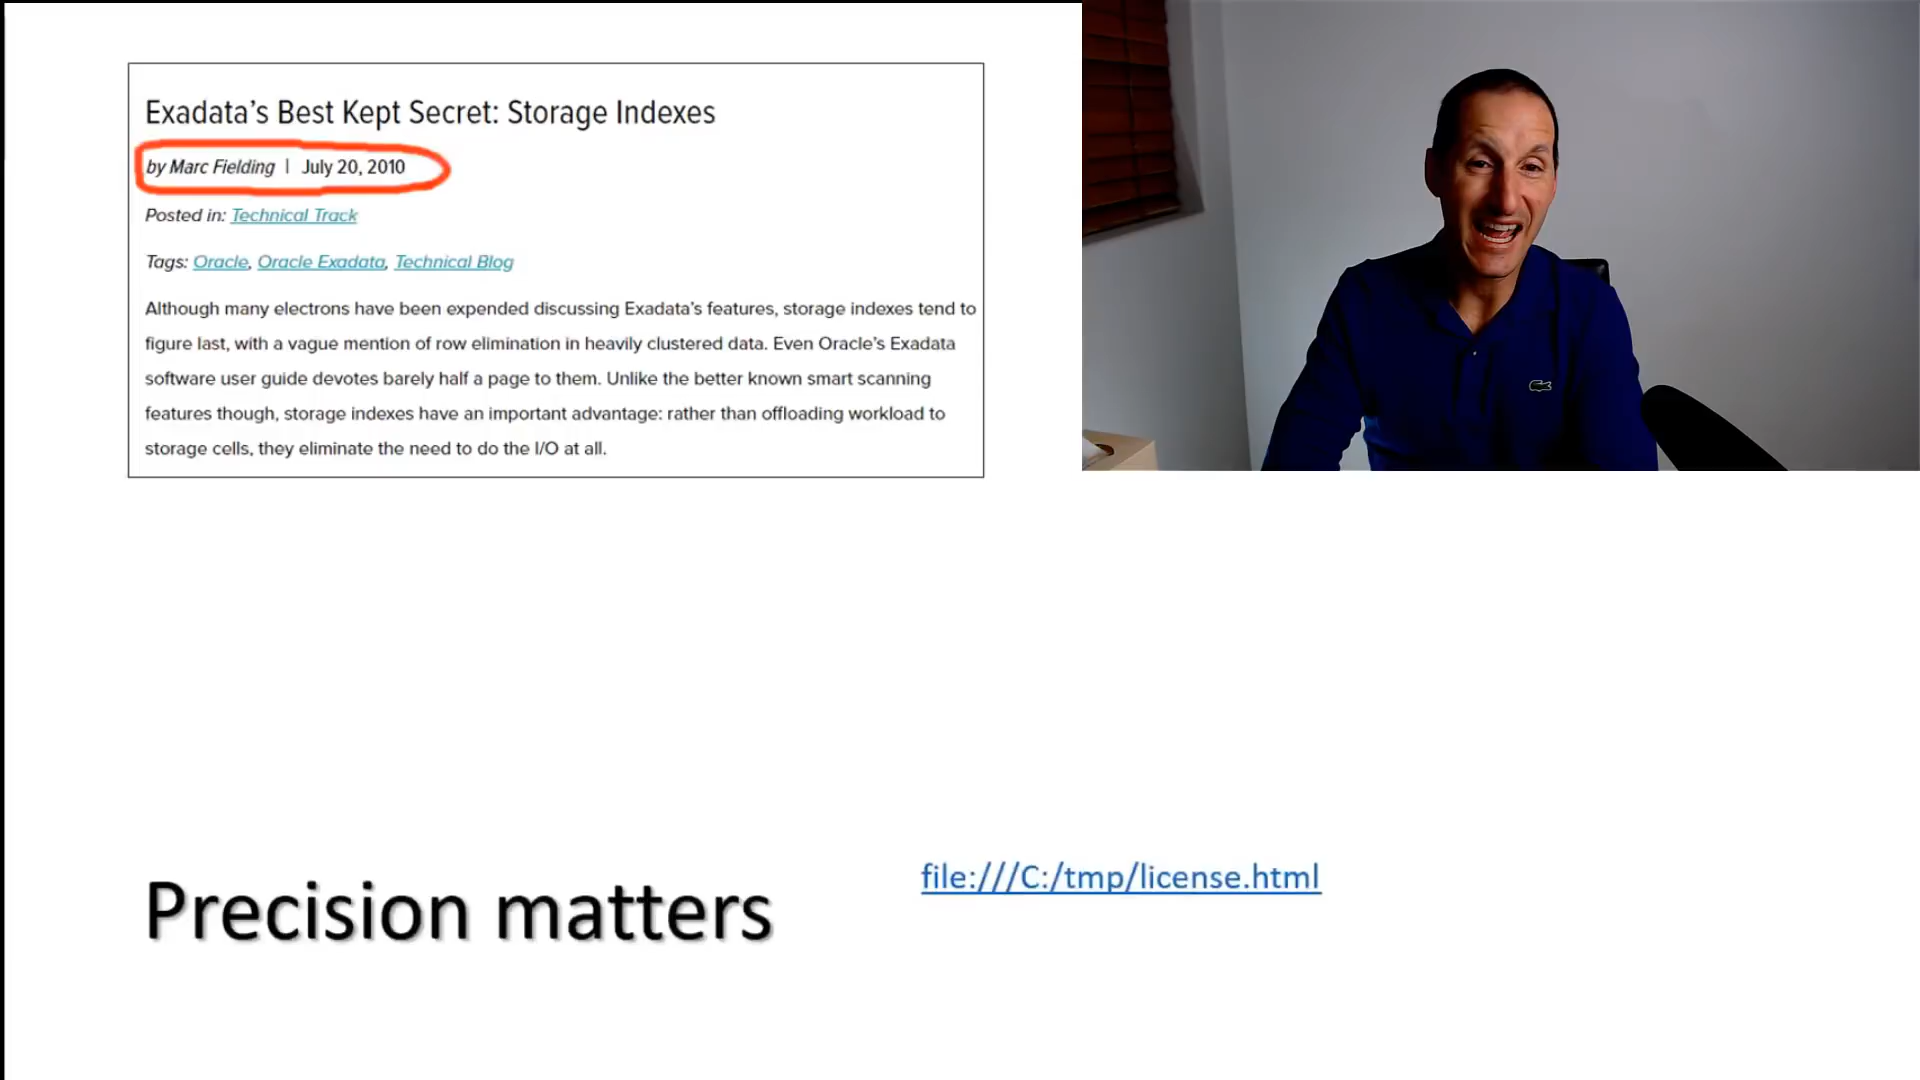 Exadata's Best Kept Secret: Storage Indexes
by Marc Fielding | July 20, 2010
Posted in: Technical Track
Tags: Oracle, Oracle Exadata, Technical Blog
Although many electrons have been expended discussing Exadata's features, storage indexes tend to
figure last, with a vague mention of row elimination in heavily clustered data. Even Oracle's Exadata
software user guide devotes barely half a page to them. Unlike the better known smart scanning
features though, storage indexes have an important advantage: rather than offloading workload to
storage cells, they eliminate the need to do the I/O at all.
file:///C:/tmp/license.html
Precision matters